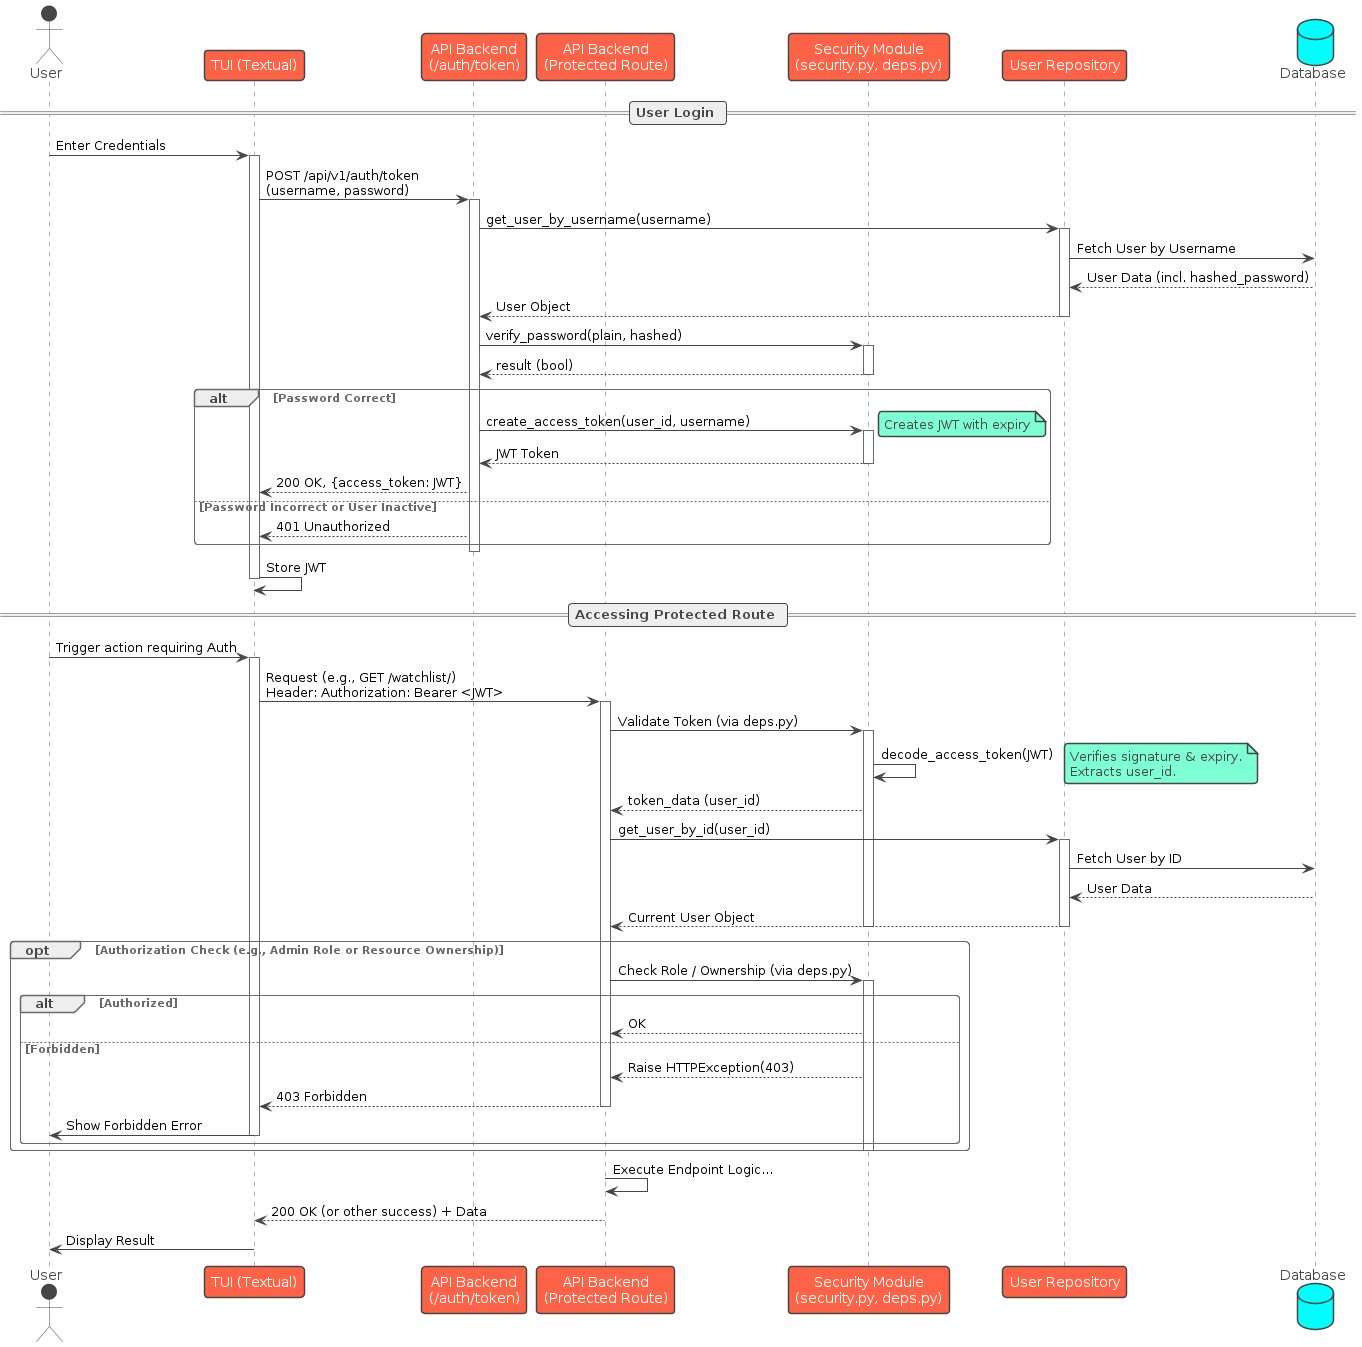 User
TUI (Textual)
API Backend
(/auth/token)
API Backend
(Protected Route)
Security Module
(security.py, deps.py)
User Repository
Database
User Login
Enter Credentials
POST /api/v1/auth/token
(username, password)
get_user_by_username(username)
Fetch User by Username
User Data (incl. hashed_password)
User Object
verify_password(plain, hashed)
result (bool)
alt
[Password Correct]
create_access_token(user_id, username)
Creates JWT with expiry
JWT Token
200 OK, {access_token: JWT}
[Password Incorrect or User Inactive]
401 Unauthorized
Store JWT
Accessing Protected Route
Trigger action requiring Auth
Request (e.g., GET /watchlist/)
Header: Authorization: Bearer <JWT>
Validate Token (via deps.py)
decode_access_token(JWT)
Verifies signature & expiry.
Extracts user_id.
token_data (user_id)
get_user_by_id(user_id)
Fetch User by ID
User Data
Current User Object
opt
[Authorization Check (e.g., Admin Role or Resource Ownership)]
Check Role / Ownership (via deps.py)
alt
[Authorized]
OK
[Forbidden]
Raise HTTPException(403)
403 Forbidden
Show Forbidden Error
Execute Endpoint Logic...
200 OK (or other success) + Data
Display Result
User
TUI (Textual)
API Backend
(/auth/token)
API Backend
(Protected Route)
Security Module
(security.py, deps.py)
User Repository
Database